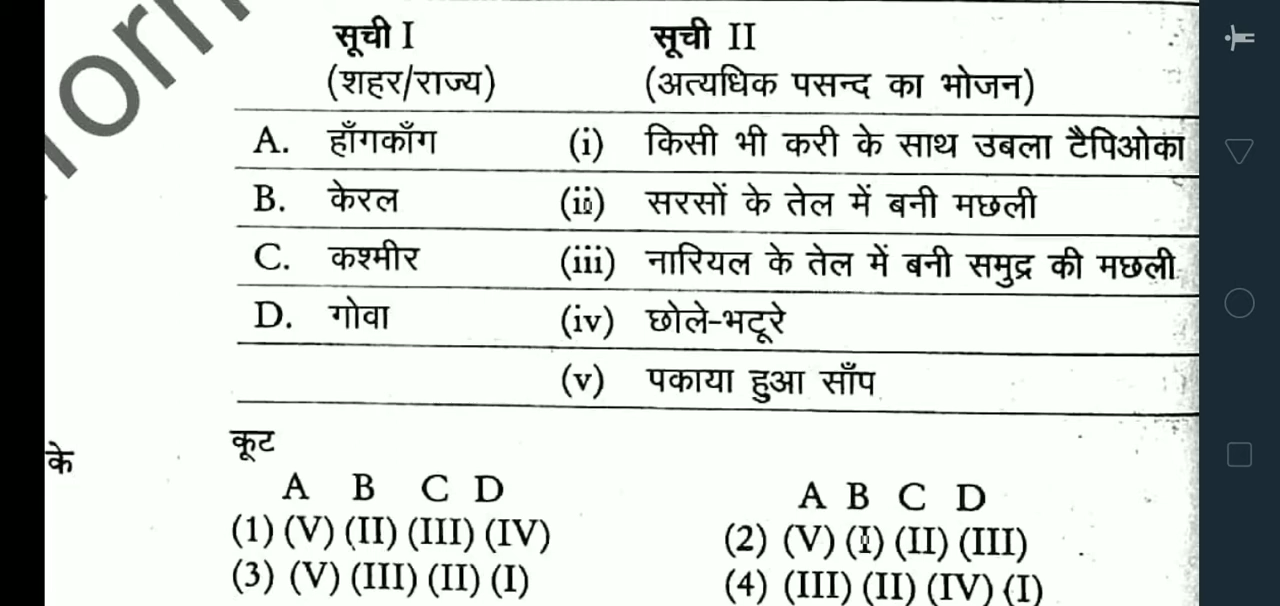 सूची I सूची II
(शहर/राज्य) (अत्यधिक पसन्द का भोजन)
A. हाँगकाँग (i) किसी भी करी के साथ उबला टैपिओका
B. केरल (ii) सरसों के तेल में बनी मछली
C. कश्मीर (iii) नारियल के तेल में बनी समुद्र की मछली
D. गोवा (iv) छोले-भटूरे
(v) पकाया हुआ साँप
के
कूट
A B C D A B C D
(1) (V) (II) (III) (IV) (2) (V) (I) (II) (III)
(3) (V) (III) (II) (I) (4) (III) (II) (IV) (I)